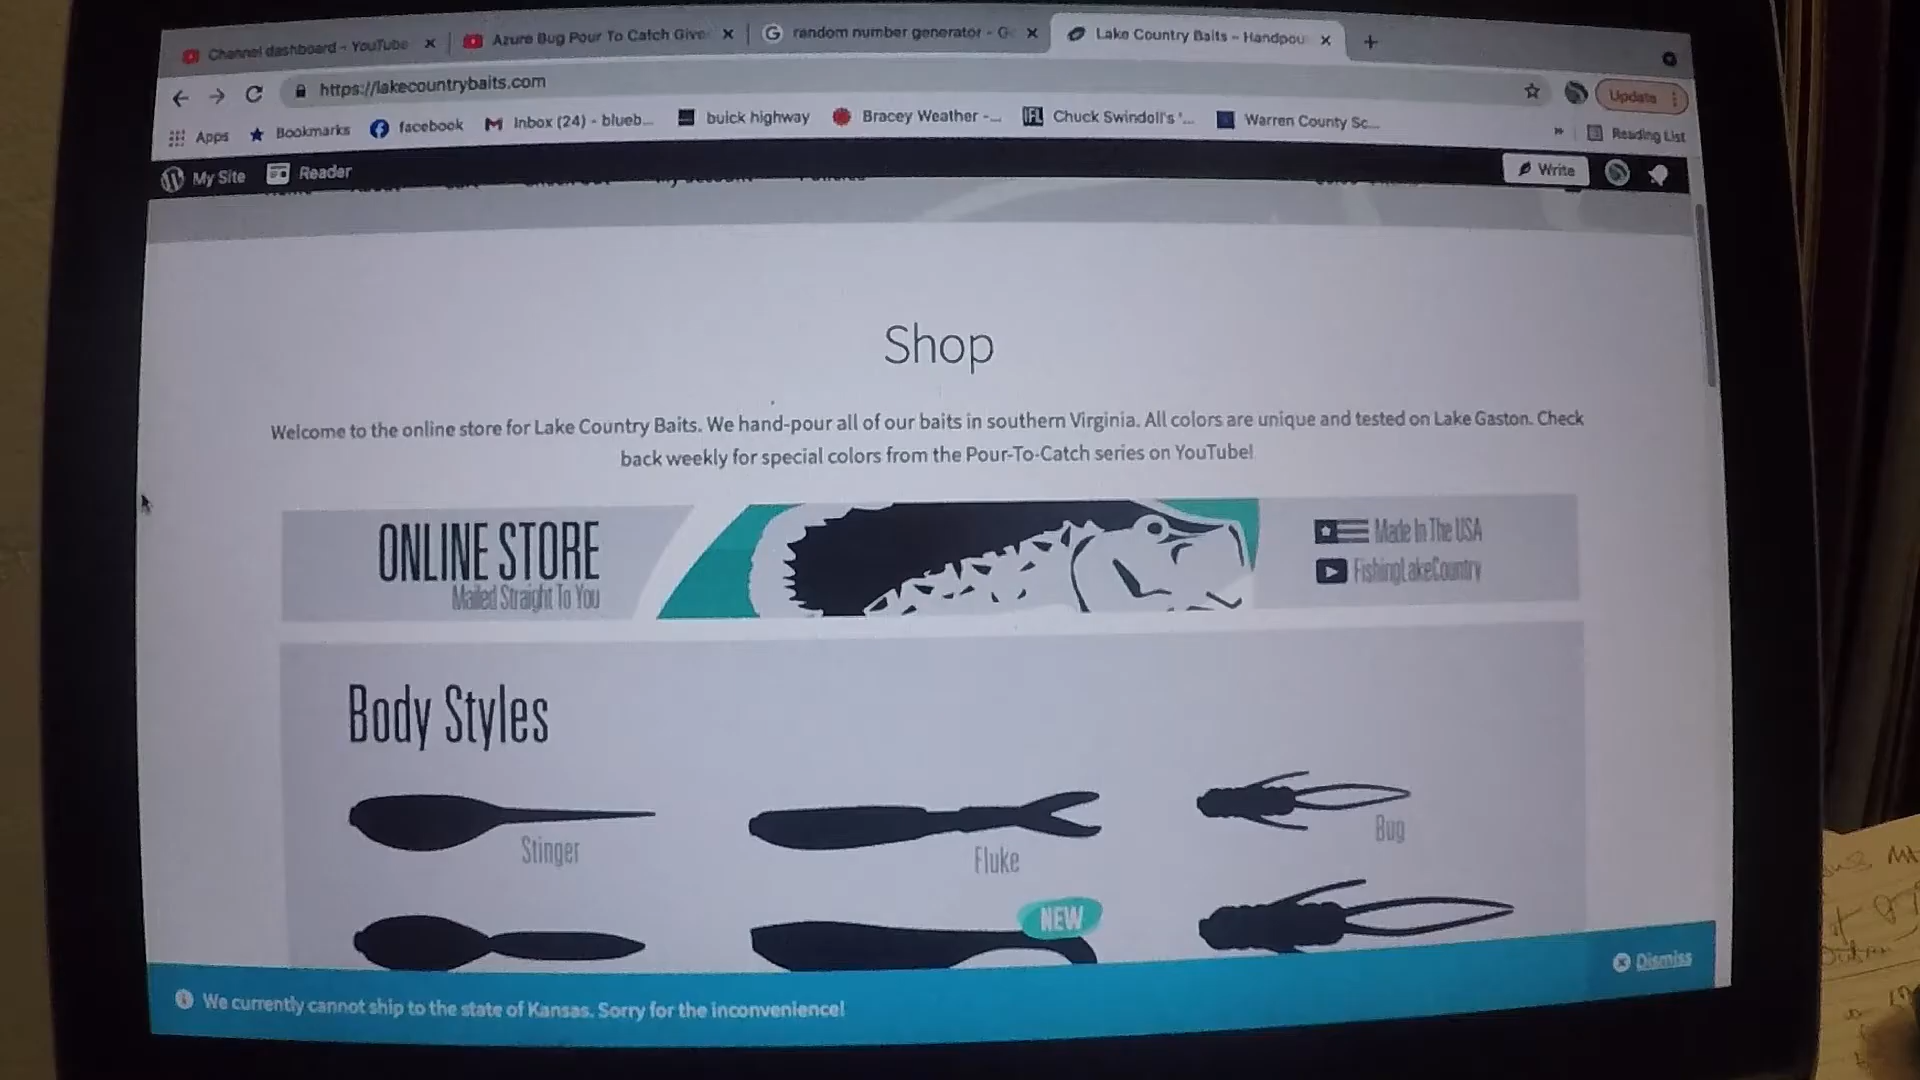 Channel dashboard - YouTube
Azure Bug Pour To Catch Give
random number generator - G
Lake Country Baits – Handpou
https://lakecountrybaits.com
Update
Apps
Bookmarks
facebook
Inbox (24) - blueb...
buick highway
Bracey Weather -...
IFL
Chuck Swindoll's '...
Warren County Sc...
Reading List
My Site
Reader
Write
Shop
Welcome to the online store for Lake Country Baits. We hand-pour all of our baits in southern Virginia. All colors are unique and tested on Lake Gaston. Check
back weekly for special colors from the Pour-To-Catch series on YouTube!
ONLINE STORE
Mailed Straight To You
Made In The USA
FishingLakeCountry
Body Styles
Stinger
Fluke
Bug
NEW
We currently cannot ship to the state of Kansas. Sorry for the inconvenience!
Dismiss